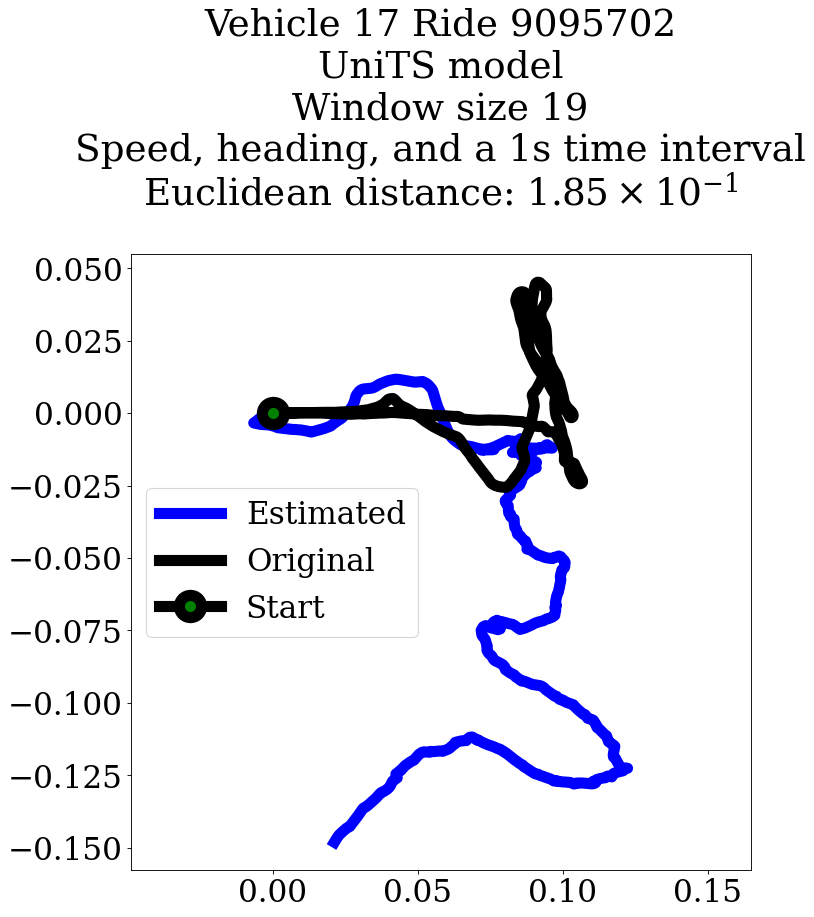 Vehicle 17 Ride 9095702
UniTS model
Window size 19
Speed, heading, and a 1s time interval
Euclidean distance: 1.85 × 10⁻¹
0.050
0.025
0.000
−0.025
−0.050
−0.075
−0.100
−0.125
−0.150
Estimated
Original
Start
0.00 0.05 0.10 0.15